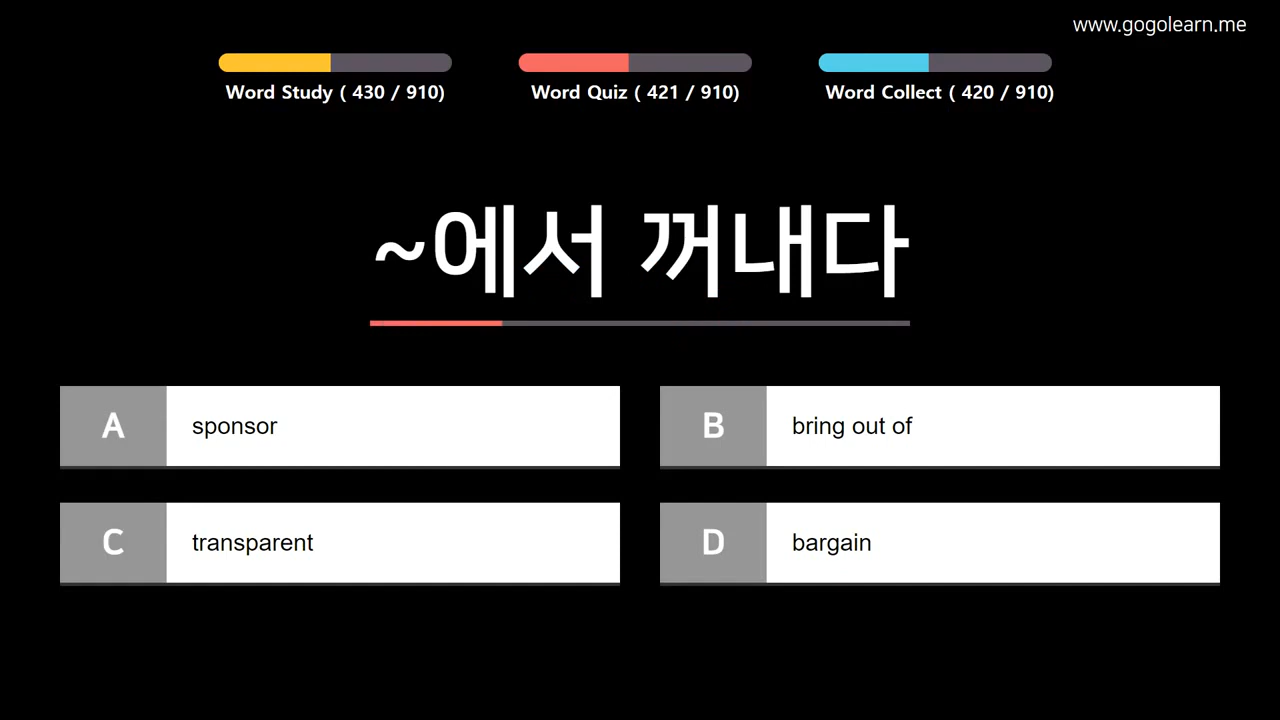 www.gogolearn.me
Word Study ( 430 / 910)
Word Quiz ( 421 / 910)
Word Collect ( 420 / 910)
~에서 꺼내다
A sponsor
B bring out of
C transparent
D bargain